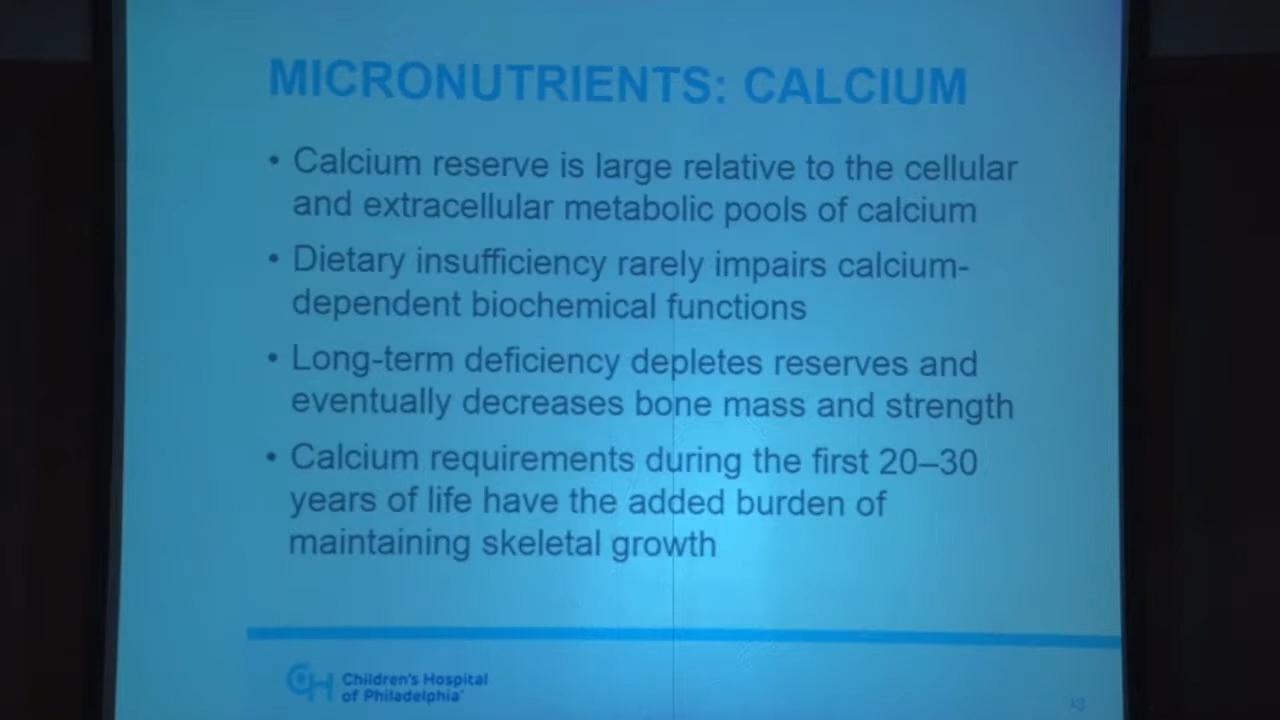 MICRONUTRIENTS: CALCIUM
• Calcium reserve is large relative to the cellular
and extracellular metabolic pools of calcium
• Dietary insufficiency rarely impairs calcium-
dependent biochemical functions
• Long-term deficiency depletes reserves and
eventually decreases bone mass and strength
• Calcium requirements during the first 20–30
years of life have the added burden of
maintaining skeletal growth
CH Children's Hospital
of Philadelphia